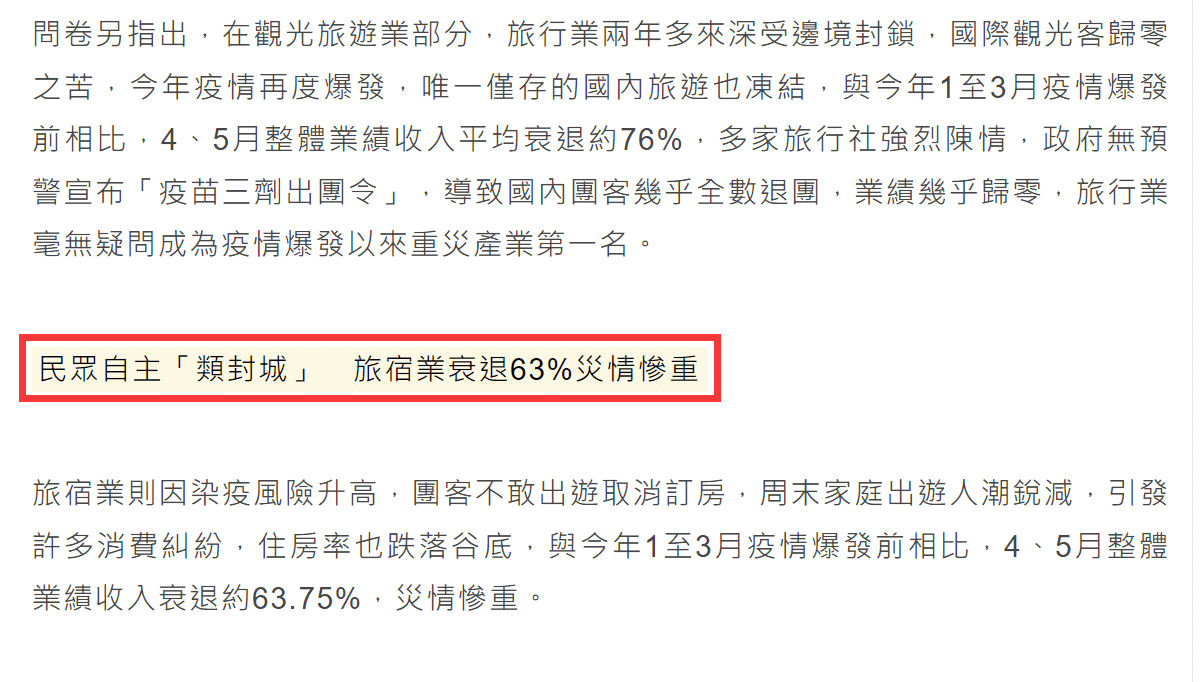 問卷另指出，在觀光旅遊業部分，旅行業兩年多來深受邊境封鎖，國際觀光客歸零
之苦，今年疫情再度爆發，唯一僅存的國內旅遊也凍結，與今年1至3月疫情爆發
前相比，4、5月整體業績收入平均衰退約76%，多家旅行社強烈陳情，政府無預
警宣布「疫苗三劑出團令」，導致國內團客幾乎全數退團，業績幾乎歸零，旅行業
毫無疑問成為疫情爆發以來重災產業第一名。
民眾自主「類封城」　旅宿業衰退63%災情慘重
旅宿業則因染疫風險升高，團客不敢出遊取消訂房，周末家庭出遊人潮銳減，引發
許多消費糾紛，住房率也跌落谷底，與今年1至3月疫情爆發前相比，4、5月整體
業績收入衰退約63.75%，災情慘重。